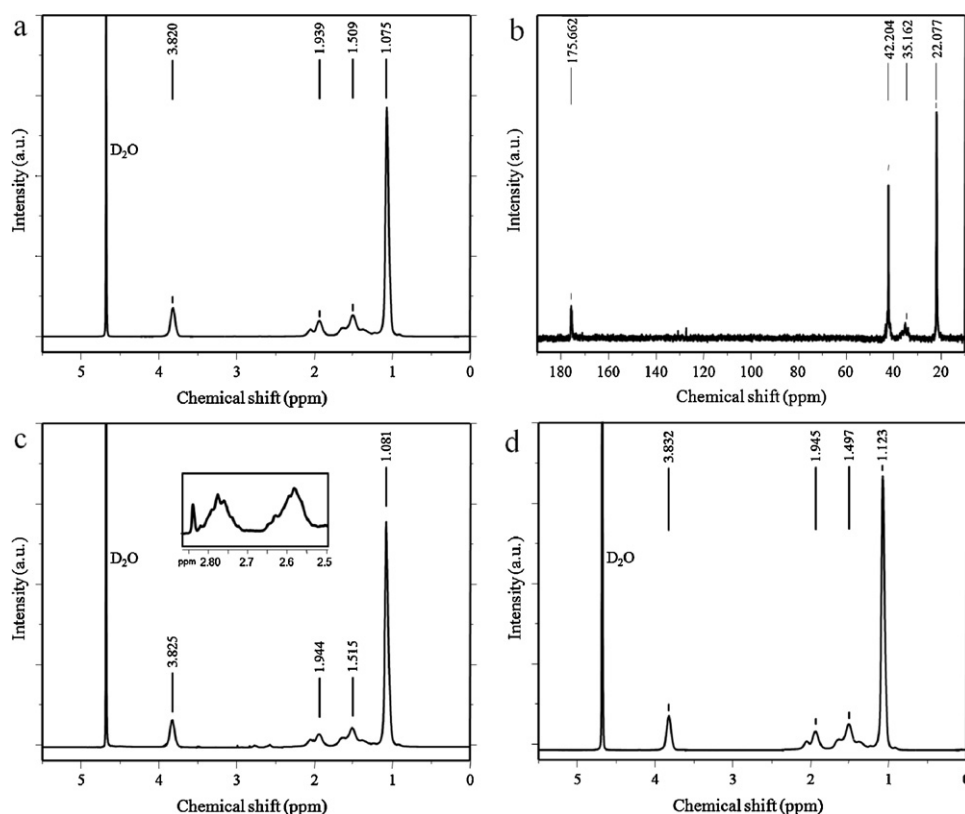 a
3.820
1.939
1.509
1.075
D₂O
Intensity (a.u.)
5 4 3 2 1 0
Chemical shift (ppm)
b
175.662
42.204
35.162
22.077
Intensity (a.u.)
180 160 140 120 100 80 60 40 20
Chemical shift (ppm)
c
3.825
1.944
1.515
1.081
D₂O
ppm 2.80 2.7 2.6 2.5
Intensity (a.u.)
5 4 3 2 1 0
Chemical shift (ppm)
d
3.832
1.945
1.497
1.123
D₂O
Intensity (a.u.)
5 4 3 2 1 0
Chemical shift (ppm)